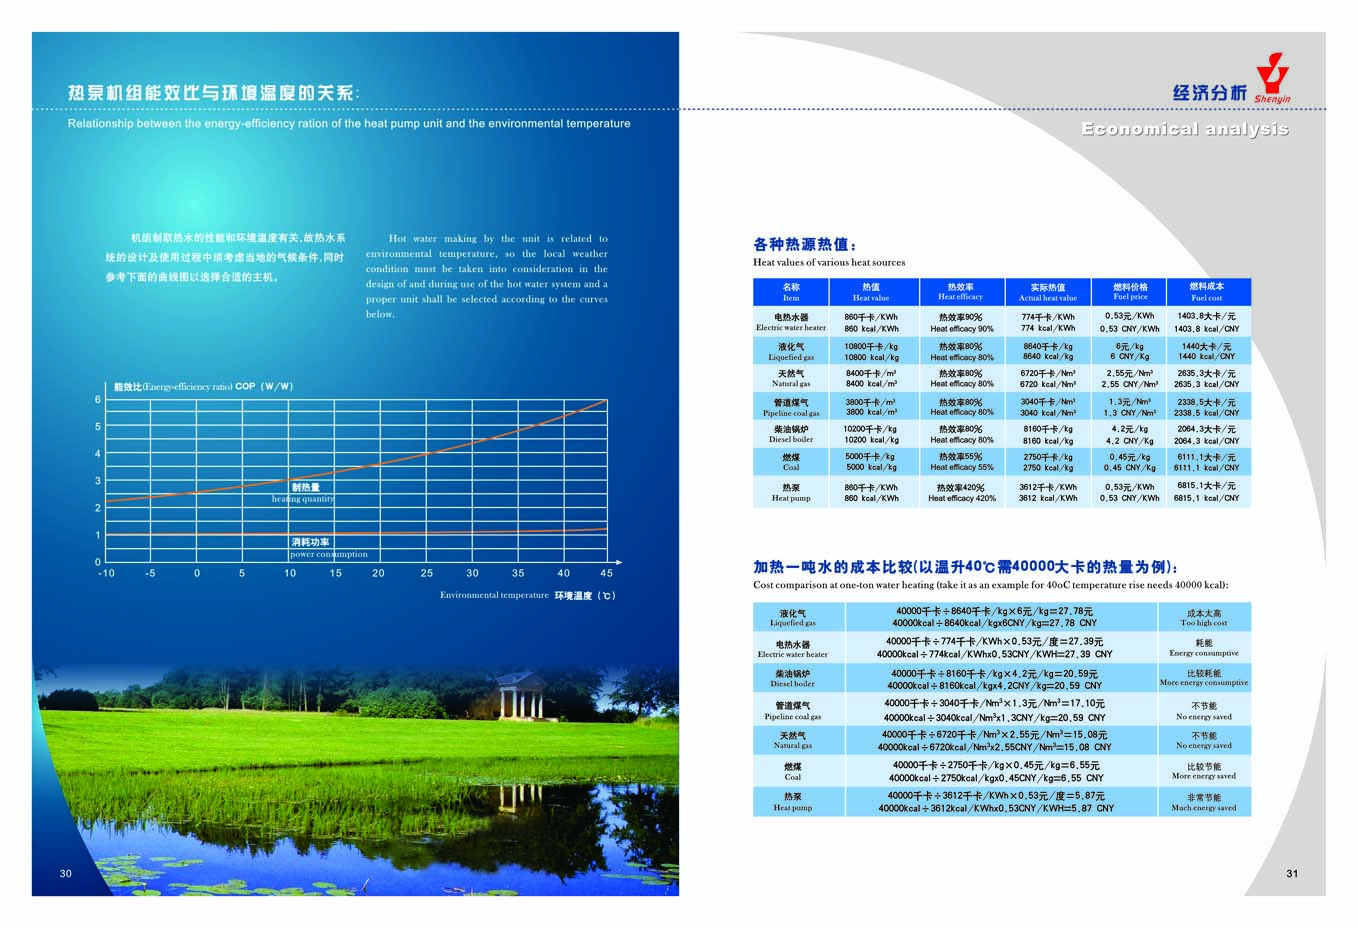 热泵机组能效比与环境温度的关系:
Relationship between the energy-efficiency ration of the heat pump unit and the environmental temperature
机组制取热水的性能和环境温度有关,故热水系
统的设计及使用过程中须考虑当地的气候条件,同时
参考下面的曲线图以选择合适的主机。
Hot water making by the unit is related to
environmental temperature, so the local weather
condition must be taken into consideration in the
design of and during use of the hot water system and a
proper unit shall be selected according to the curves
below.
能效比(Energy-efficiency ratio) COP (W/W)
6
5
4
3
2
1
0
制热量
heating quantity
消耗功率
power consumption
-10 -5 0 5 10 15 20 25 30 35 40 45
Environmental temperature 环境温度 (℃)
30
经济分析
Shenyin
Economical analysis
各种热源热值:
Heat values of various heat sources
名称 热值 热效率 实际热值 燃料价格 燃料成本
Item Heat value Heat efficacy Actual heat value Fuel price Fuel cost
电热水器 860千卡/KWh 热效率90% 774千卡/KWh 0.53元/KWh 1403.8大卡/元
Electric water heater 860 kcal/KWh Heat efficacy 90% 774 kcal/KWh 0.53 CNY/KWh 1403.8 kcal/CNY
液化气 10800千卡/kg 热效率80% 8640千卡/kg 6元/kg 1440大卡/元
Liquefied gas 10800 kcal/kg Heat efficacy 80% 8640 kcal/kg 6 CNY/Kg 1440 kcal/CNY
天然气 8400千卡/m³ 热效率80% 6720千卡/Nm³ 2.55元/Nm³ 2635.3大卡/元
Natural gas 8400 kcal/m³ Heat efficacy 80% 6720 kcal/Nm³ 2.55 CNY/Nm³ 2635.3 kcal/CNY
管道煤气 3800千卡/m³ 热效率80% 3040千卡/Nm³ 1.3元/Nm³ 2338.5大卡/元
Pipeline coal gas 3800 kcal/m³ Heat efficacy 80% 3040 kcal/Nm³ 1.3 CNY/Nm³ 2338.5 kcal/CNY
柴油锅炉 10200千卡/kg 热效率80% 8160千卡/kg 4.2元/kg 2064.3大卡/元
Diesel boiler 10200 kcal/kg Heat efficacy 80% 8160 kcal/kg 4.2 CNY/Kg 2064.3 kcal/CNY
燃煤 5000千卡/kg 热效率55% 2750千卡/kg 0.45元/kg 6111.1大卡/元
Coal 5000 kcal/kg Heat efficacy 55% 2750 kcal/kg 0.45 CNY/Kg 6111.1 kcal/CNY
热泵 860千卡/KWh 热效率420% 3612千卡/KWh 0.53元/KWh 6815.1大卡/元
Heat pump 860 kcal/KWh Heat efficacy 420% 3612 kcal/KWh 0.53 CNY/KWh 6815.1 kcal/CNY
加热一吨水的成本比较(以温升40℃需40000大卡的热量为例):
Cost comparison at one-ton water heating (take it as an example for 40oC temperature rise needs 40000 kcal):
液化气 40000千卡÷8640千卡/kg×6元/kg=27.78元 成本太高
Liquefied gas 40000kcal÷8640kcal/kgx6CNY/kg=27.78 CNY Too high cost
电热水器 40000千卡÷774千卡/KWh×0.53元/度=27.39元 耗能
Electric water heater 40000kcal÷774kcal/KWhx0.53CNY/KWH=27.39 CNY Energy consumptive
柴油锅炉 40000千卡÷8160千卡/kg×4.2元/kg=20.59元 比较耗能
Diesel boiler 40000kcal÷8160kcal/kgx4.2CNY/kg=20.59 CNY More energy consumptive
管道煤气 40000千卡÷3040千卡/Nm³×1.3元/Nm³=17.10元 不节能
Pipeline coal gas 40000kcal÷3040kcal/Nm³x1.3CNY/kg=20.59 CNY No energy saved
天然气 40000千卡÷6720千卡/Nm³×2.55元/Nm³=15.08元 不节能
Natural gas 40000kcal÷6720kcal/Nm³x2.55CNY/Nm³=15.08 CNY No energy saved
燃煤 40000千卡÷2750千卡/kg×0.45元/kg=6.55元 比较节能
Coal 40000kcal÷2750kcal/kgx0.45CNY/kg=6.55 CNY More energy saved
热泵 40000千卡÷3612千卡/KWh×0.53元/度=5.87元 非常节能
Heat pump 40000kcal÷3612kcal/KWhx0.53CNY/KWH=5.87 CNY Much energy saved
31